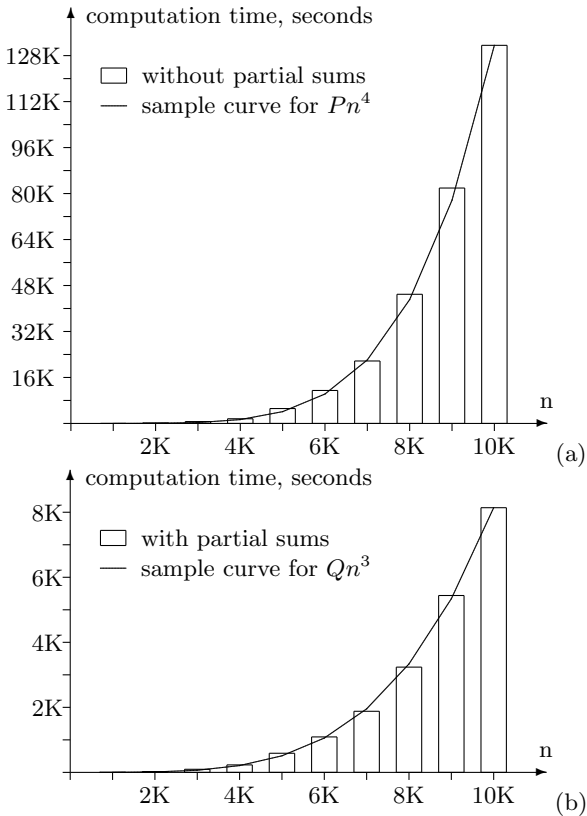 computation time, seconds
128K
without partial sums
112K
sample curve for Pn^4
96K
80K
64K
48K
32K
16K
n
2K 4K 6K 8K 10K
(a)
computation time, seconds
8K
with partial sums
6K
sample curve for Qn^3
4K
2K
n
2K 4K 6K 8K 10K
(b)